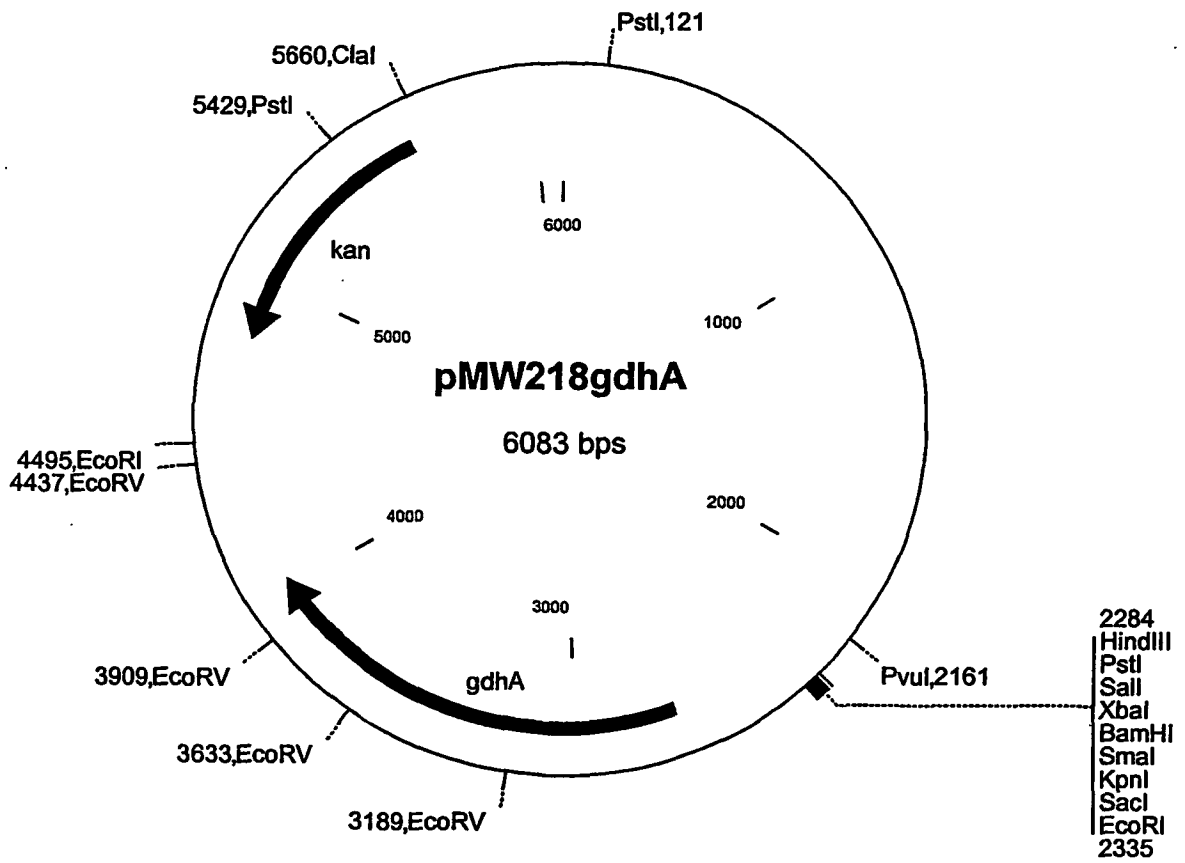 PstI,121
5660,ClaI
5429,PstI
6000
kan
1000
5000
pMW218gdhA
6083 bps
4495,EcoRI
4437,EcoRV
4000
2000
3000
2284
HindIII
PstI
SalI
XbaI
BamHI
SmaI
KpnI
SacI
EcoRI
2335
PvuI,2161
3909,EcoRV
gdhA
3633,EcoRV
3189,EcoRV